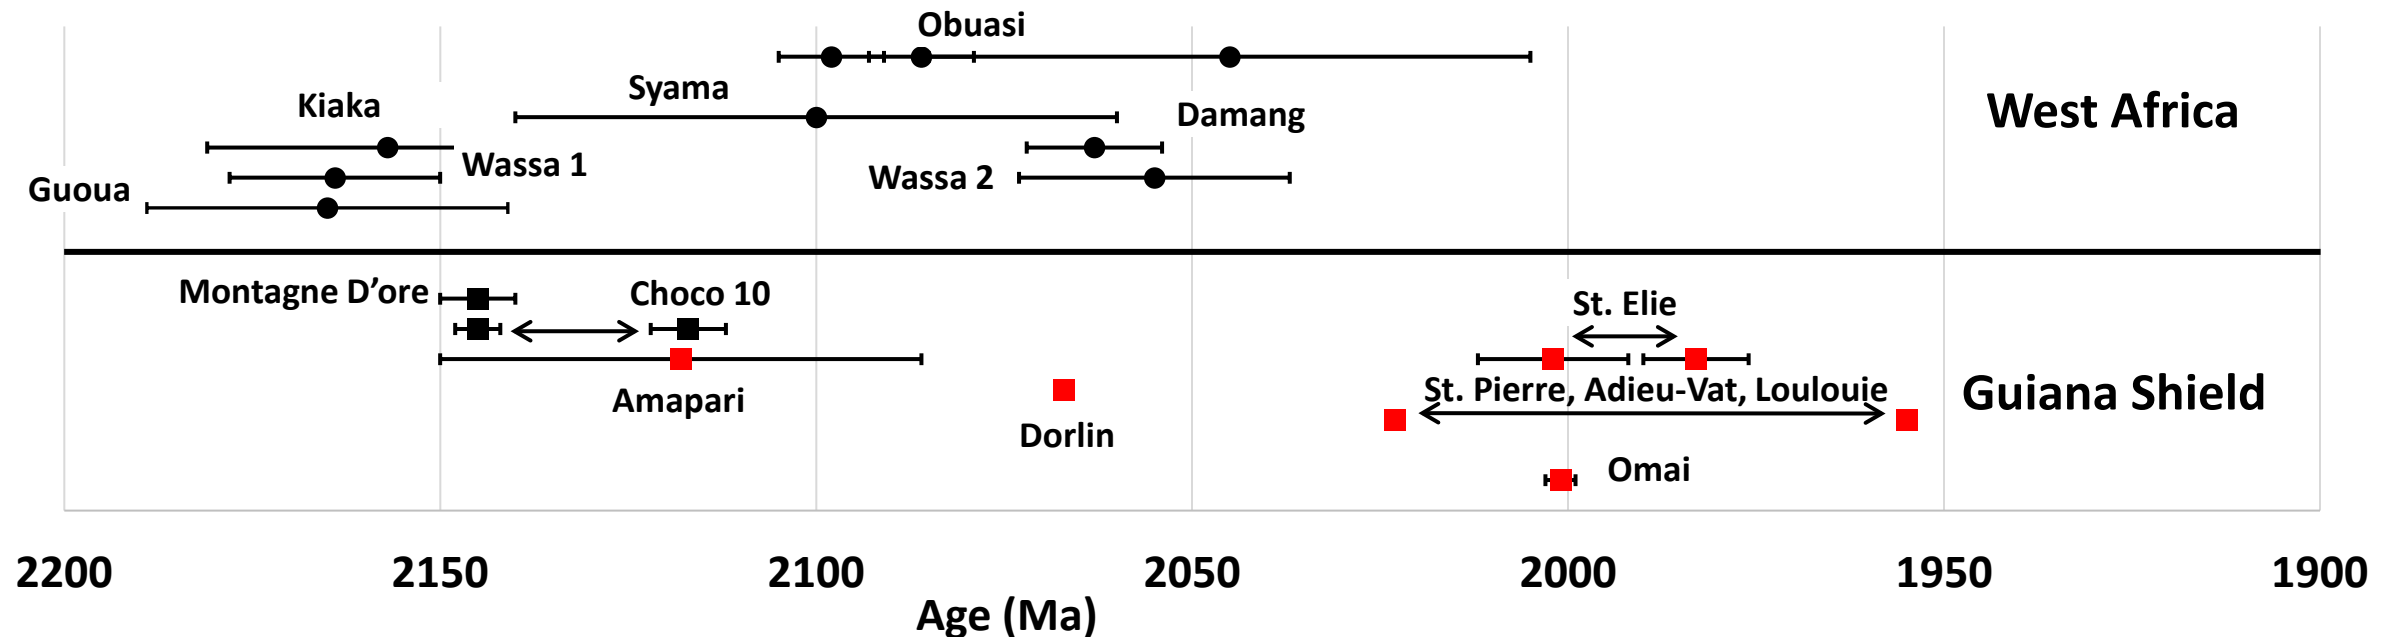 Obuasi
Syama
Kiaka
West Africa
Damang
Wassa 1
Wassa 2
Guoua
Montagne D’ore
Choco 10
St. Elie
St. Pierre, Adieu-Vat, Loulouie
Guiana Shield
Amapari
Dorlin
Omai
2200 2150 2100 2050 2000 1950 1900
Age (Ma)